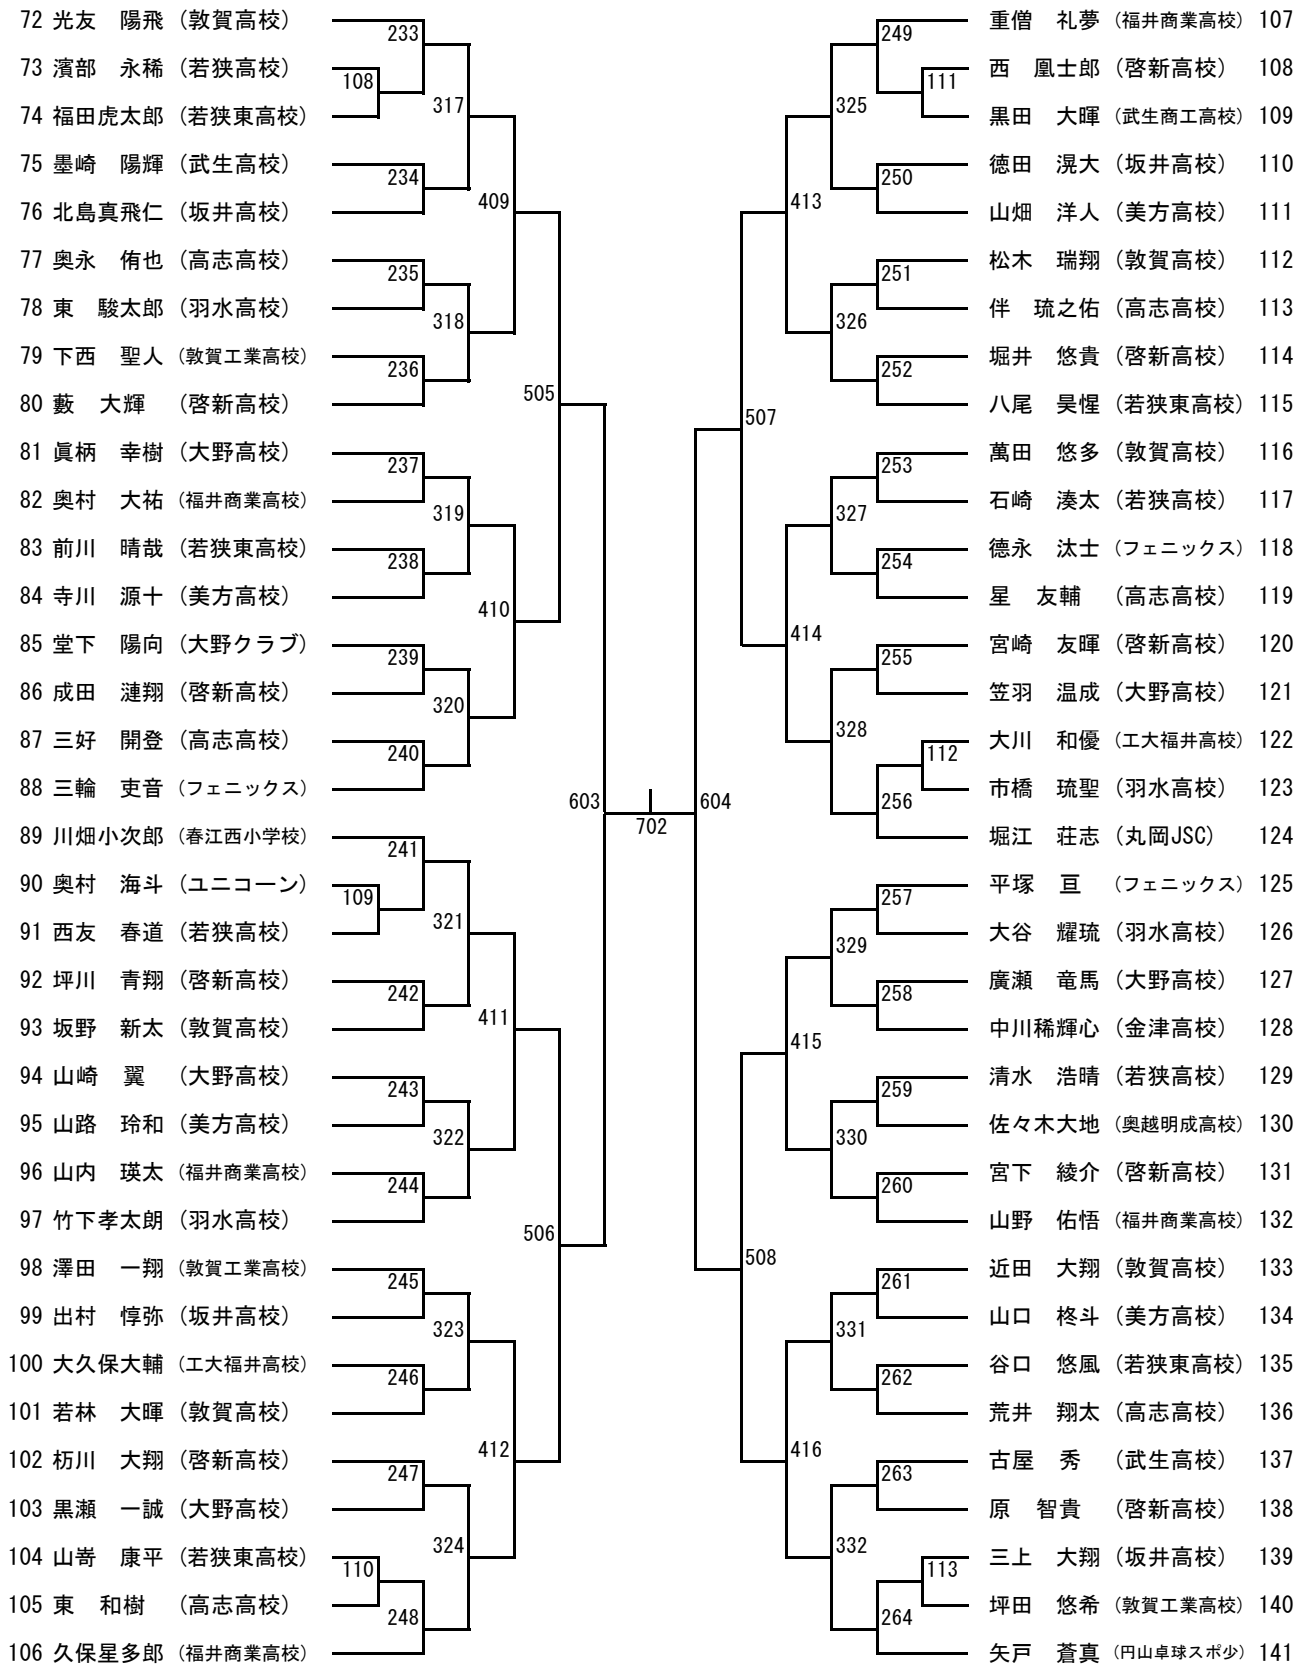 72 光友　陽飛 (敦賀高校)
233
73 濱部　永稀 (若狭高校)
108
74 福田虎太郎 (若狭東高校)
317
75 墨崎　陽輝 (武生高校)
234
76 北島真飛仁 (坂井高校)
409
77 奥永　侑也 (高志高校)
235
78 東　駿太郎 (羽水高校)
318
79 下西　聖人 (敦賀工業高校)
236
80 藪　大輝 (啓新高校)
505
81 眞柄　幸樹 (大野高校)
237
82 奥村　大祐 (福井商業高校)
319
83 前川　晴哉 (若狭東高校)
238
84 寺川　源十 (美方高校)
410
85 堂下　陽向 (大野クラブ)
239
86 成田　漣翔 (啓新高校)
320
87 三好　開登 (高志高校)
240
88 三輪　吏音 (フェニックス)
603
89 川畑小次郎 (春江西小学校)
241
90 奥村　海斗 (ユニコーン)
109
91 西友　春道 (若狭高校)
321
92 坪川　青翔 (啓新高校)
242
93 坂野　新太 (敦賀高校)
411
94 山崎　翼 (大野高校)
243
95 山路　玲和 (美方高校)
322
96 山内　瑛太 (福井商業高校)
244
97 竹下孝太朗 (羽水高校)
506
98 澤田　一翔 (敦賀工業高校)
245
99 出村　惇弥 (坂井高校)
323
100 大久保大輔 (工大福井高校)
246
101 若林　大暉 (敦賀高校)
412
102 栃川　大翔 (啓新高校)
247
103 黒瀬　一誠 (大野高校)
324
104 山嵜　康平 (若狭東高校)
110
105 東　和樹 (高志高校)
248
106 久保星多郎 (福井商業高校)
702
重僧　礼夢 (福井商業高校) 107
249
西　凰士郎 (啓新高校) 108
111
黒田　大暉 (武生商工高校) 109
325
徳田　滉大 (坂井高校) 110
250
山畑　洋人 (美方高校) 111
413
松木　瑞翔 (敦賀高校) 112
251
伴　琉之佑 (高志高校) 113
326
堀井　悠貴 (啓新高校) 114
252
八尾　昊惺 (若狭東高校) 115
507
萬田　悠多 (敦賀高校) 116
253
石崎　湊太 (若狭高校) 117
327
德永　汰士 (フェニックス) 118
254
星　友輔 (高志高校) 119
414
宮崎　友暉 (啓新高校) 120
255
笠羽　温成 (大野高校) 121
328
大川　和優 (工大福井高校) 122
112
市橋　琉聖 (羽水高校) 123
256
604
堀江　荘志 (丸岡JSC) 124
平塚　亘 (フェニックス) 125
257
大谷　耀琉 (羽水高校) 126
329
廣瀬　竜馬 (大野高校) 127
258
中川稀輝心 (金津高校) 128
415
清水　浩晴 (若狭高校) 129
259
佐々木大地 (奥越明成高校) 130
330
宮下　綾介 (啓新高校) 131
260
山野　佑悟 (福井商業高校) 132
508
近田　大翔 (敦賀高校) 133
261
山口　柊斗 (美方高校) 134
331
谷口　悠風 (若狭東高校) 135
262
荒井　翔太 (高志高校) 136
416
古屋　秀 (武生高校) 137
263
原　智貴 (啓新高校) 138
332
三上　大翔 (坂井高校) 139
113
坪田　悠希 (敦賀工業高校) 140
264
矢戸　蒼真 (円山卓球スポ少) 141